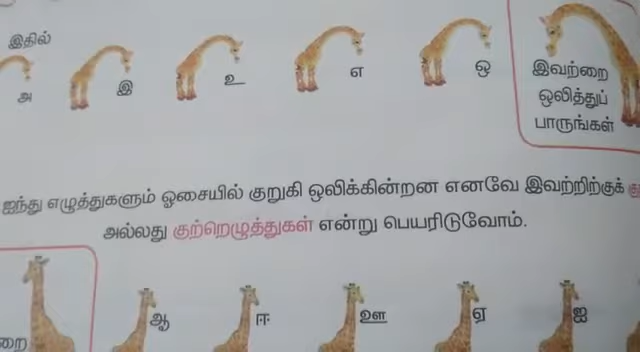 இதில்
அ இ உ எ ஒ
இவற்றை
ஒலித்துப்
பாருங்கள்
ஐந்து எழுத்துகளும் ஓசையில் குறுகி ஒலிக்கின்றன எனவே இவற்றிற்குக்
அல்லது குற்றெழுத்துகள் என்று பெயரிடுவோம்.
ஆ ஈ ஊ ஏ ஐ